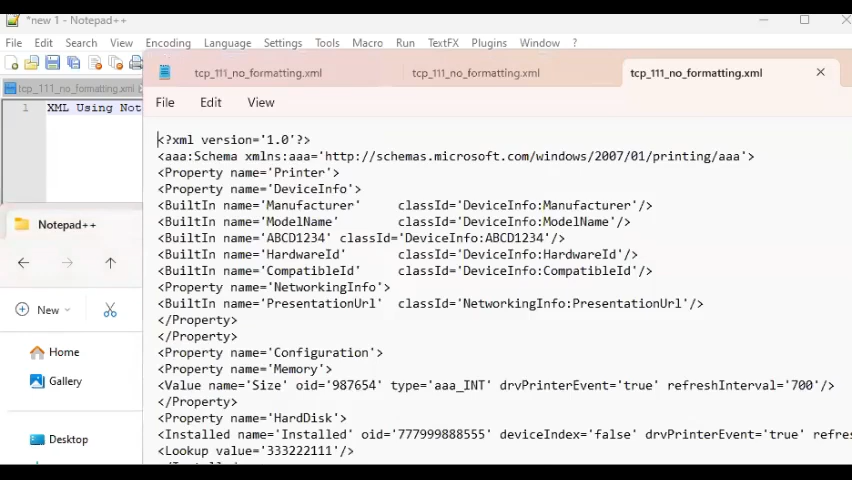 *new 1 - Notepad++
File Edit Search View Encoding Language Settings Tools Macro Run TextFX Plugins Window ?
tcp_111_no_formatting.xml
1 XML Using Not
tcp_111_no_formatting.xml tcp_111_no_formatting.xml tcp_111_no_formatting.xml
File Edit View
<?xml version='1.0'?>
<aaa:Schema xmlns:aaa='http://schemas.microsoft.com/windows/2007/01/printing/aaa'>
<Property name='Printer'>
<Property name='DeviceInfo'>
<BuiltIn name='Manufacturer' classId='DeviceInfo:Manufacturer'/>
<BuiltIn name='ModelName' classId='DeviceInfo:ModelName'/>
<BuiltIn name='ABCD1234' classId='DeviceInfo:ABCD1234'/>
<BuiltIn name='HardwareId' classId='DeviceInfo:HardwareId'/>
<BuiltIn name='CompatibleId' classId='DeviceInfo:CompatibleId'/>
<Property name='NetworkingInfo'>
<BuiltIn name='PresentationUrl' classId='NetworkingInfo:PresentationUrl'/>
</Property>
</Property>
<Property name='Configuration'>
<Property name='Memory'>
<Value name='Size' oid='987654' type='aaa_INT' drvPrinterEvent='true' refreshInterval='700'/>
</Property>
<Property name='HardDisk'>
<Installed name='Installed' oid='777999888555' deviceIndex='false' drvPrinterEvent='true' refres
<Lookup value='333222111'/>
Notepad++
New
Home
Gallery
Desktop